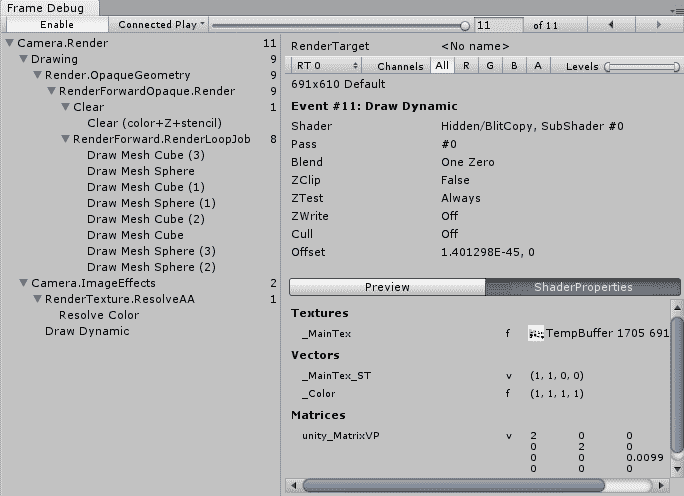 Frame Debug
Enable Connected Play 11 of 11
Camera.Render 11
Drawing 9
Render.OpaqueGeometry 9
RenderForwardOpaque.Render 9
Clear 1
Clear (color+Z+stencil)
RenderForward.RenderLoopJob 8
Draw Mesh Cube (3)
Draw Mesh Sphere
Draw Mesh Cube (1)
Draw Mesh Sphere (1)
Draw Mesh Cube (2)
Draw Mesh Cube
Draw Mesh Sphere (3)
Draw Mesh Sphere (2)
Camera.ImageEffects 2
RenderTexture.ResolveAA 1
Resolve Color
Draw Dynamic
RenderTarget <No name>
RT 0 Channels All R G B A Levels
691x610 Default
Event #11: Draw Dynamic
Shader Hidden/BlitCopy, SubShader #0
Pass #0
Blend One Zero
ZClip False
ZTest Always
ZWrite Off
Cull Off
Offset 1.401298E-45, 0
Preview ShaderProperties
Textures
_MainTex f TempBuffer 1705 691
Vectors
_MainTex_ST v (1, 1, 0, 0)
_Color f (1, 1, 1, 1)
Matrices
unity_MatrixVP v 2 0 0
0 2 0
0 0 0.0099
0 0 0